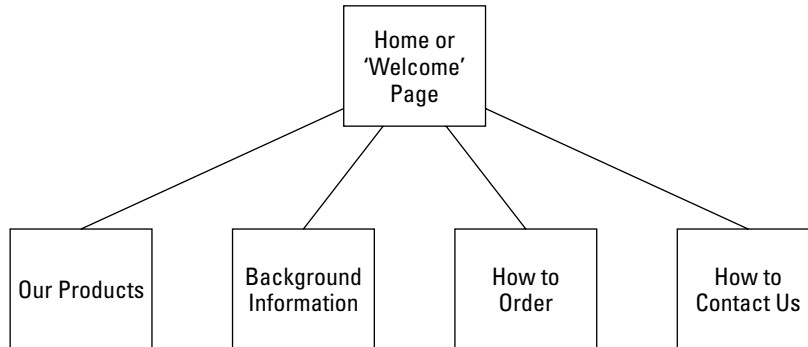 Home or
‘Welcome’
Page
Our Products
Background
Information
How to
Order
How to
Contact Us